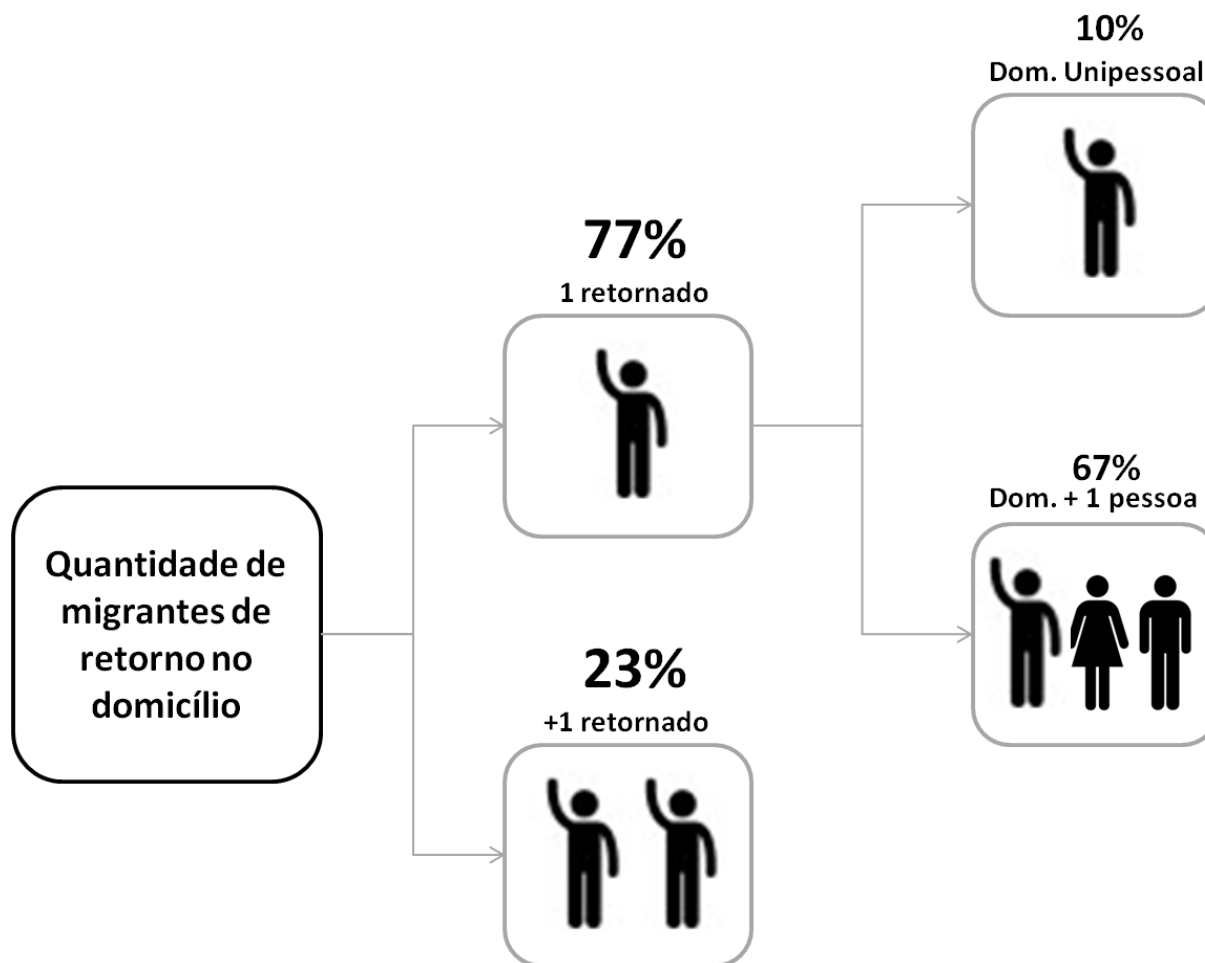 10%
Dom. Unipessoal
77%
1 retornado
67%
Dom. + 1 pessoa
Quantidade de
migrantes de
retorno no
domicílio
23%
+1 retornado